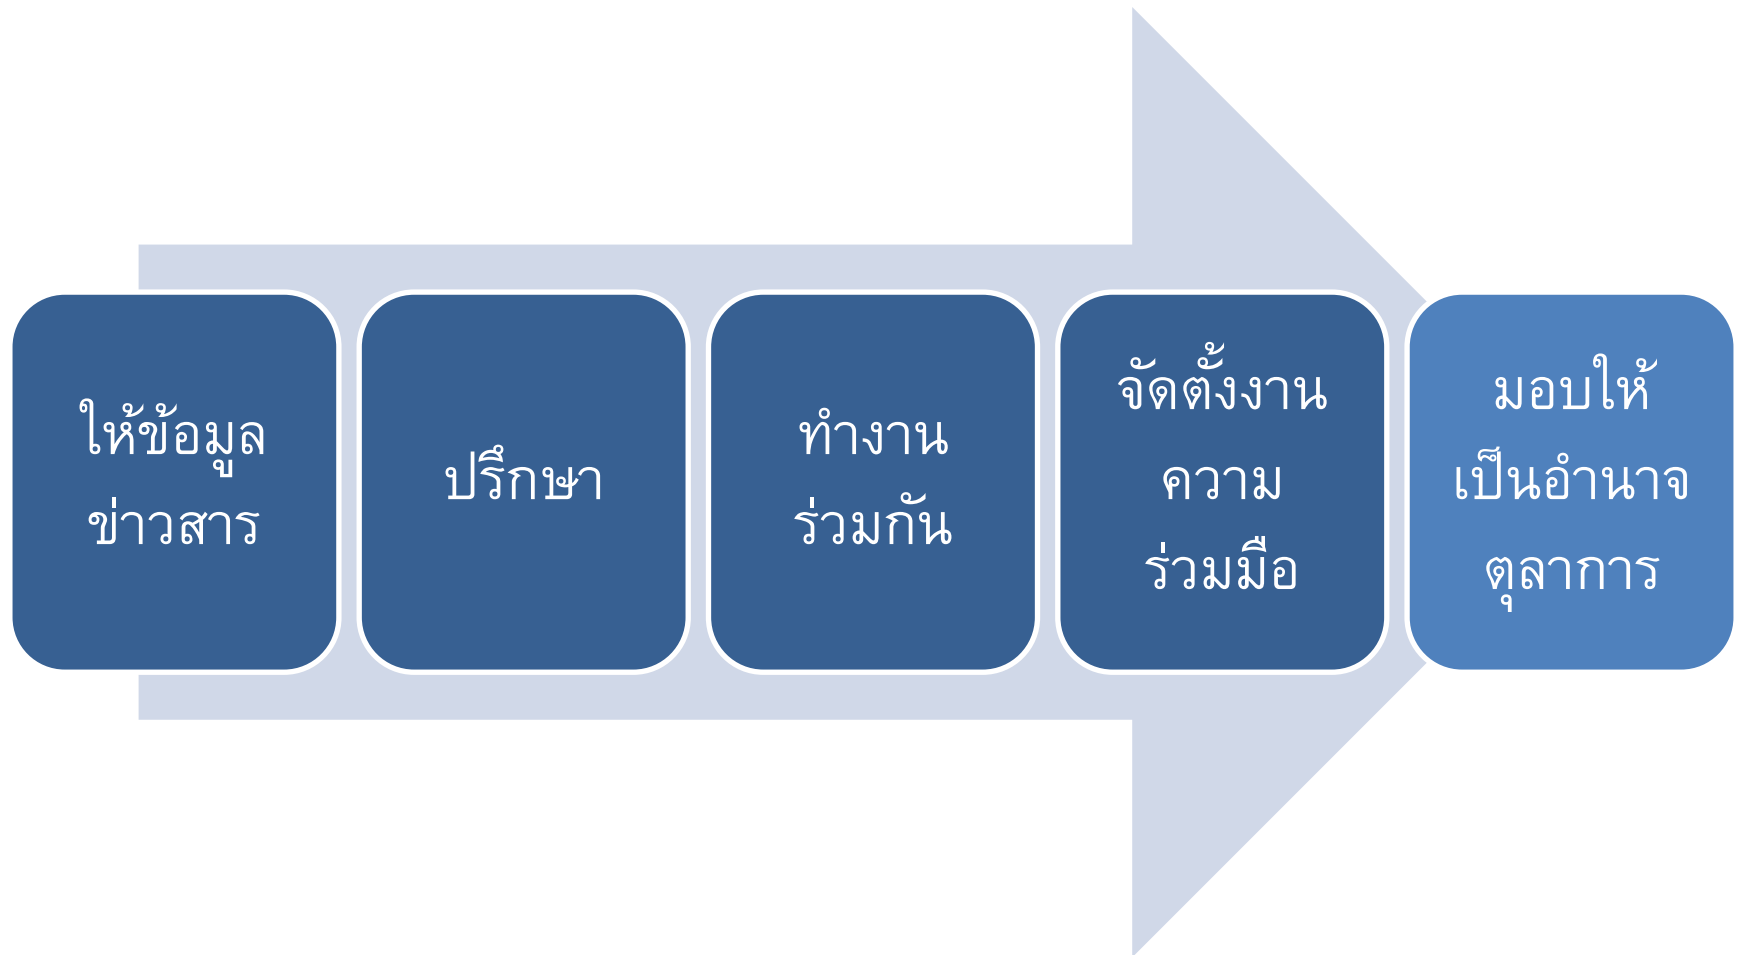 ให้ข้อมูล
ข่าวสาร
ปรึกษา
ทำงาน
ร่วมกัน
จัดตั้งงาน
ความ
ร่วมมือ
มอบให้
เป็นอำนาจ
ตุลาการ